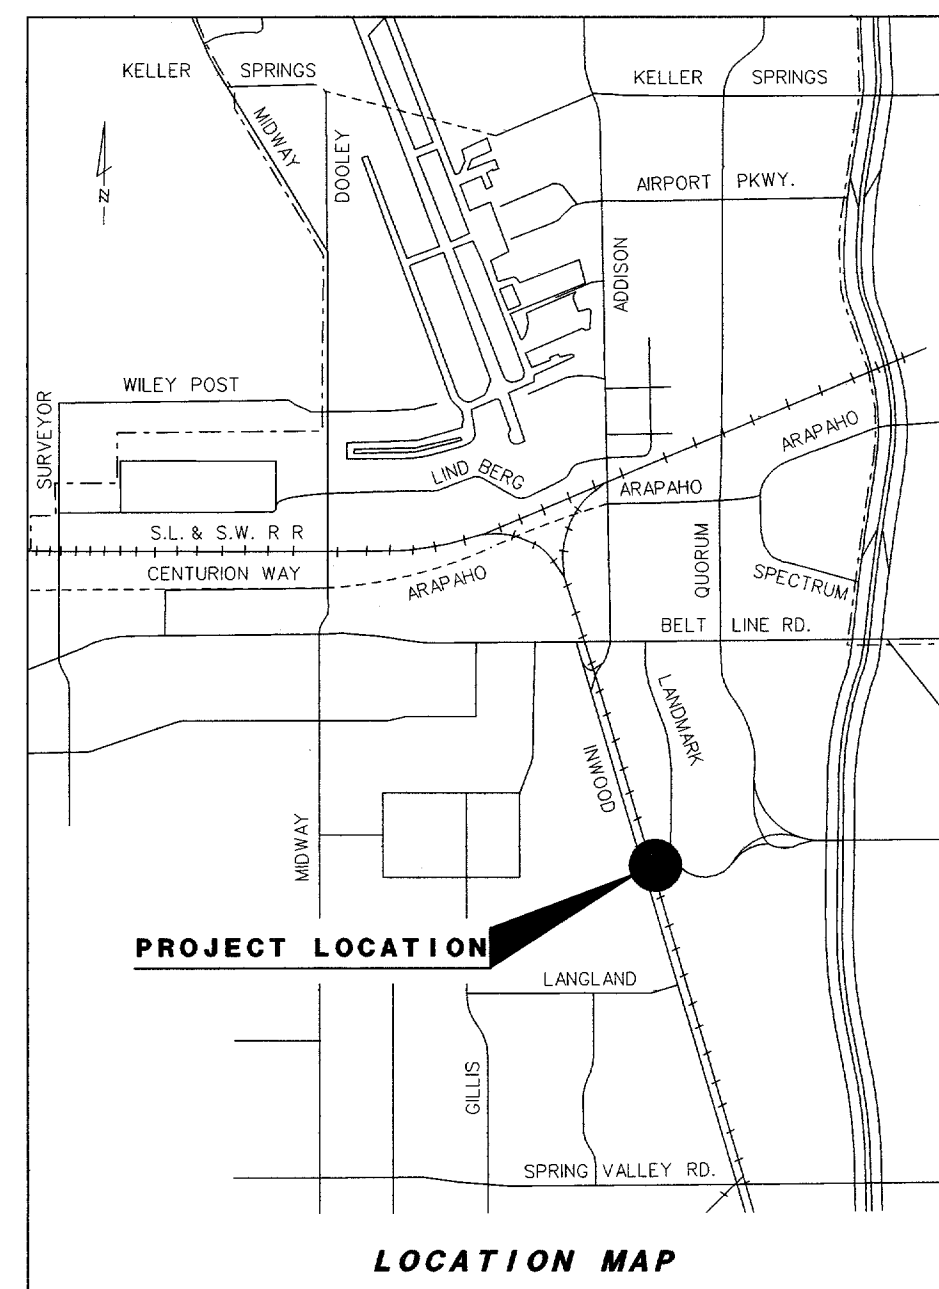 KELLER SPRINGS
KELLER SPRINGS
MIDWAY
DOOLEY
N
AIRPORT PKWY.
ADDISON
WILEY POST
SURVEYOR
LIND BERG
ARAPAHO
ARAPAHO
S.L. & S.W. R R
QUORUM
CENTURION WAY
ARAPAHO
SPECTRUM
BELT LINE RD.
LANDMARK
INWOOD
MIDWAY
PROJECT LOCATION
LANGLAND
GILLIS
SPRING VALLEY RD.
LOCATION MAP